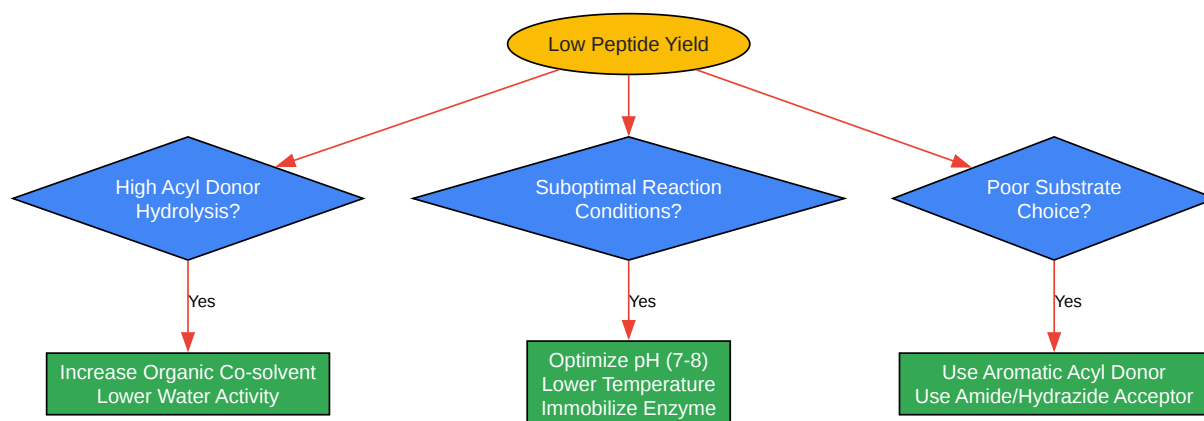 Low Peptide Yield
High Acyl Donor
Hydrolysis?
Suboptimal Reaction
Conditions?
Poor Substrate
Choice?
Yes
Yes
Yes
Increase Organic Co-solvent
Lower Water Activity
Optimize pH (7-8)
Lower Temperature
Immobilize Enzyme
Use Aromatic Acyl Donor
Use Amide/Hydrazide Acceptor